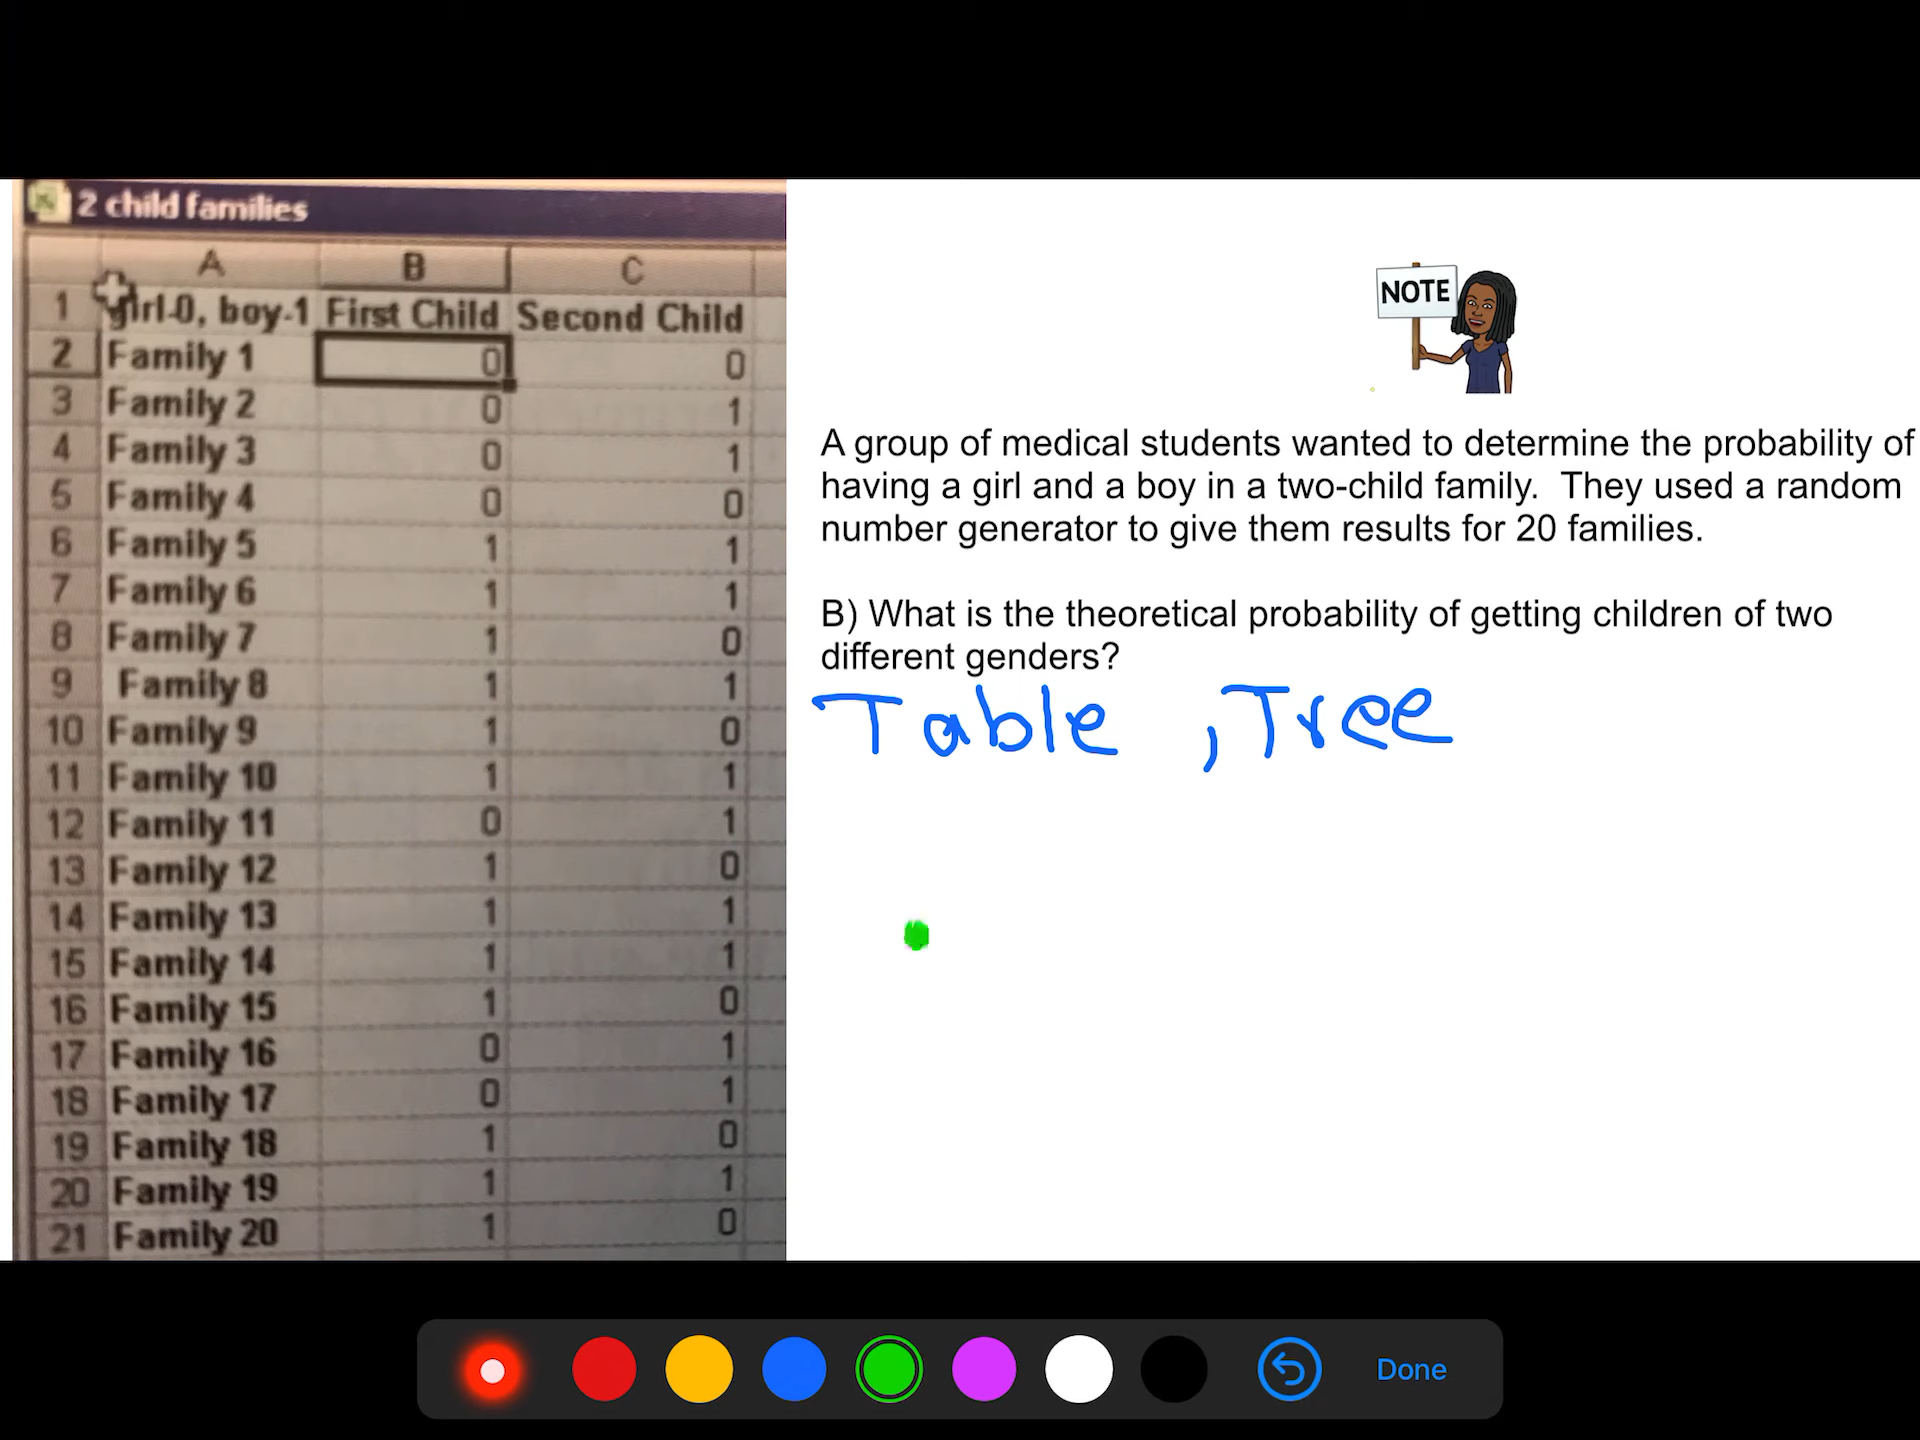 2 child families
A B C
1 girl-0, boy-1 First Child Second Child
2 Family 1 0 0
3 Family 2 0 1
4 Family 3 0 1
5 Family 4 0 0
6 Family 5 1 1
7 Family 6 1 1
8 Family 7 1 0
9 Family 8 1 1
10 Family 9 1 0
11 Family 10 1 1
12 Family 11 0 1
13 Family 12 1 0
14 Family 13 1 1
15 Family 14 1 1
16 Family 15 1 0
17 Family 16 0 1
18 Family 17 0 1
19 Family 18 1 0
20 Family 19 1 1
21 Family 20 1 0
NOTE
A group of medical students wanted to determine the probability of
having a girl and a boy in a two-child family. They used a random
number generator to give them results for 20 families.
B) What is the theoretical probability of getting children of two
different genders?
Table , Tree
Done